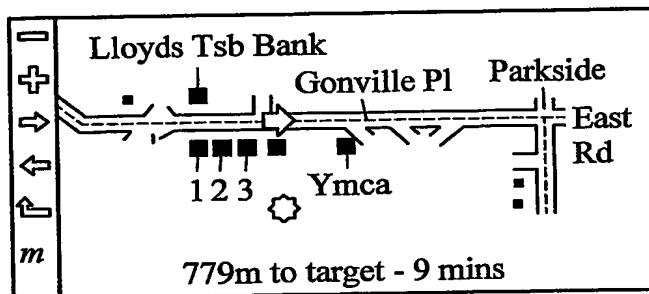 Lloyds Tsb Bank
Gonville Pl
Parkside
East
Rd
1 2 3
Ymca
m
779m to target - 9 mins